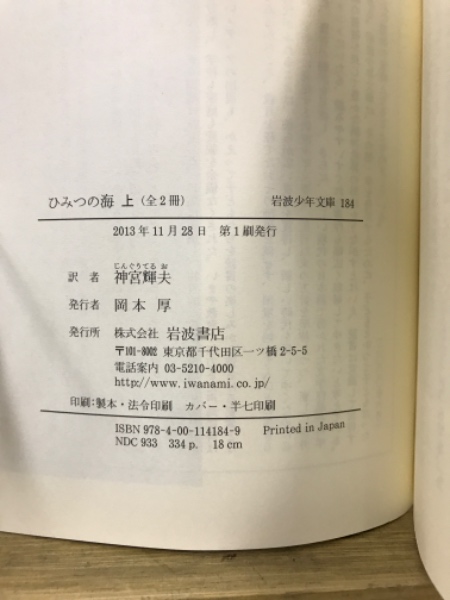 ひみつの海 上（全2冊） 岩波少年文庫 184
2013年11月28日 第1刷発行
じんぐうてるお
訳者 神宮輝夫
発行者 岡本 厚
発行所 株式会社 岩波書店
〒101-8002 東京都千代田区一ツ橋 2-5-5
電話案内 03-5210-4000
http://www.iwanami.co.jp/
印刷:製本・法令印刷 カバー・半七印刷
ISBN 978-4-00-114184-9 Printed in Japan
NDC 933 334 p. 18 cm